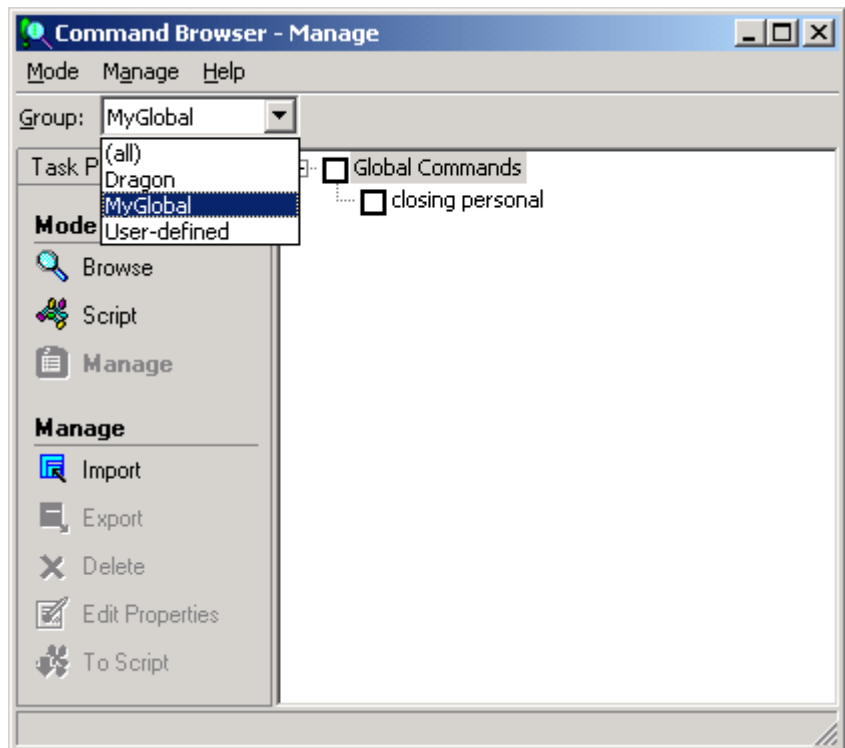 Command Browser - Manage
Mode Manage Help
Group: MyGlobal
(all)
Dragon
MyGlobal
User-defined
Task P
Global Commands
closing personal
Mode
Browse
Script
Manage
Manage
Import
Export
Delete
Edit Properties
To Script